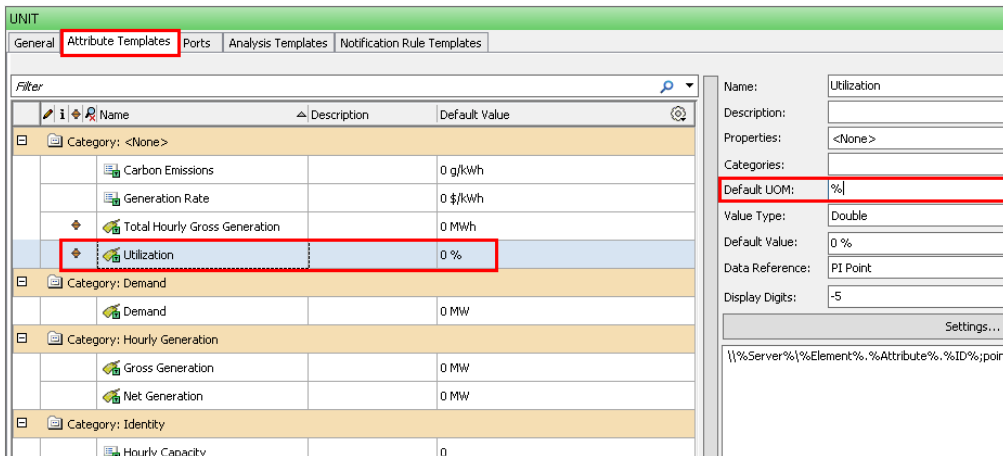 UNIT
General Attribute Templates Ports Analysis Templates Notification Rule Templates
Filter
Name Description Default Value
Category: <None>
Carbon Emissions 0 g/kWh
Generation Rate 0 $/kWh
Total Hourly Gross Generation 0 MWh
Utilization 0 %
Category: Demand
Demand 0 MW
Category: Hourly Generation
Gross Generation 0 MW
Net Generation 0 MW
Category: Identity
Hourly Capacity 0
Name: Utilization
Description:
Properties: <None>
Categories:
Default UOM: %
Value Type: Double
Default Value: 0 %
Data Reference: PI Point
Display Digits: -5
Settings...
\\%Server%\%Element%.%Attribute%.%ID%;poin